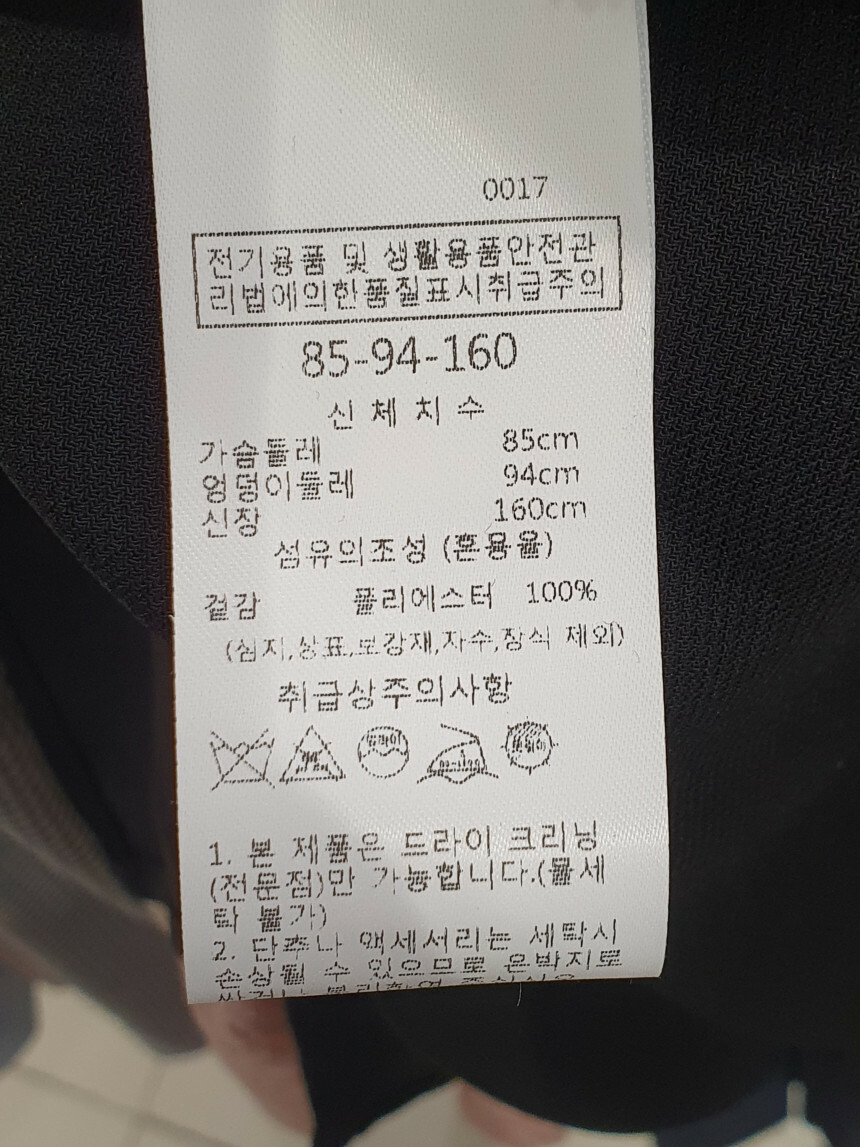 0017
전기용품 및 생활용품안전관
리법에의한품질표시취급주의
85-94-160
신 체 치 수
가슴둘레 85cm
엉덩이둘레 94cm
신장 160cm
섬유의조성 (혼용율)
겉감 폴리에스터 100%
(심지,상표,보강재,자수,장식 제외)
취급상주의사항
드라이
1. 본 제품은 드라이 크리닝
(전문점)만 가능합니다.(물세
탁 불가)
2. 단추나 액세서리는 세탁시
손상될 수 있으므로 은박지로